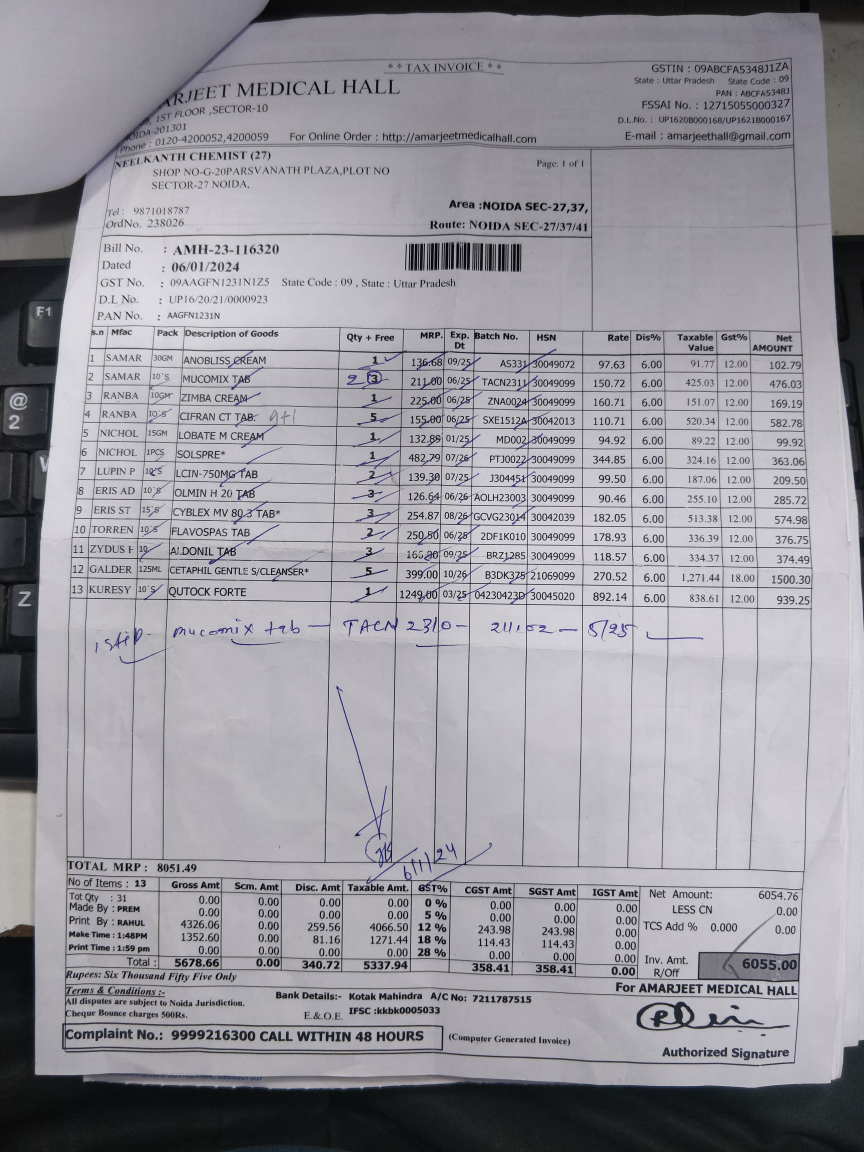 ** TAX INVOICE **
ARJEET MEDICAL HALL
1ST FLOOR ,SECTOR-10
NOIDA-201301
Phone : 0120-4200052,4200059 For Online Order : http://amarjeetmedicalhall.com
GSTIN : 09ABCFA5348J1ZA
State : Uttar Pradesh State Code : 09
PAN : ABCFA5348J
FSSAI No. : 12715055000327
D.L.No. : UP1620B000168/UP1621B000167
E-mail : amarjeethall@gmail.com
NEELKANTH CHEMIST (27) Page: 1 of 1
SHOP NO-G-20PARSVANATH PLAZA,PLOT NO
SECTOR-27 NOIDA,
Tel : 9871018787 Area :NOIDA SEC-27,37,
OrdNo. 238026 Route: NOIDA SEC-27/37/41
Bill No. : AMH-23-116320
Dated : 06/01/2024
GST No. : 09AAGFN1231N1Z5 State Code : 09 , State : Uttar Pradesh
D.L No. : UP16/20/21/0000923
PAN No. : AAGFN1231N
s.n Mfac Pack Description of Goods Qty + Free MRP. Exp. Dt Batch No. HSN Rate Dis% Taxable Value Gst% Net AMOUNT
1 SAMAR 30GM ANOBLISS CREAM 1 136.68 09/25 AS331 30049072 97.63 6.00 91.77 12.00 102.79
2 SAMAR 10'S MUCOMIX TAB 2 3 211.00 06/25 TACN2311 30049099 150.72 6.00 425.03 12.00 476.03
3 RANBA 10GM ZIMBA CREAM 1 225.00 06/25 ZNA0024 30049099 160.71 6.00 151.07 12.00 169.19
4 RANBA 10'S CIFRAN CT TAB. 5 155.00 06/25 SXE1512A 30042013 110.71 6.00 520.34 12.00 582.78
5 NICHOL 15GM LOBATE M CREAM 1 132.88 01/25 MD002 30049099 94.92 6.00 89.22 12.00 99.92
6 NICHOL 1PCS SOLSPRE* 1 482.79 07/26 PTJ0022 30049099 344.85 6.00 324.16 12.00 363.06
7 LUPIN P 10'S LCIN-750MG TAB 2 139.30 07/25 J304451 30049099 99.50 6.00 187.06 12.00 209.50
8 ERIS AD 10'S OLMIN H 20 TAB 3 126.64 06/26 AOLH23003 30049099 90.46 6.00 255.10 12.00 285.72
9 ERIS ST 15'S CYBLEX MV 80.3 TAB* 3 254.87 08/26 GCVG23014 30042039 182.05 6.00 513.38 12.00 574.98
10 TORREN 10'S FLAVOSPAS TAB 2 250.50 06/25 2DF1K010 30049099 178.93 6.00 336.39 12.00 376.75
11 ZYDUS H 10 ALDONIL TAB 3 09/25 BRZ1285 30049099 118.57 6.00 334.37 12.00 374.49
12 GALDER 125ML CETAPHIL GENTLE S/CLEANSER* 5 399.00 10/26 B3DK375 21069099 270.52 6.00 1,271.44 18.00 1500.30
13 KURESY 10'S QUTOCK FORTE 1 1249.00 03/25 04230423D 30045020 892.14 6.00 838.61 12.00 939.25
mucomix tab – TACN 2310 – 211.02 – 5/25
6/1/24
TOTAL MRP : 8051.49
No of Items : 13 Gross Amt Scm. Amt Disc. Amt Taxable Amt. GST% CGST Amt SGST Amt IGST Amt Net Amount: 6054.76
Tot Qty : 31 0.00 0.00 0.00 0.00 0 % 0.00 0.00 0.00 LESS CN 0.00
Made By : PREM 0.00 0.00 0.00 0.00 5 % 0.00 0.00 0.00 TCS Add % 0.000 0.00
Print By : RAHUL 4326.06 0.00 259.56 4066.50 12 % 243.98 243.98 0.00
Make Time : 1:48PM 1352.60 0.00 81.16 1271.44 18 % 114.43 114.43 0.00
Print Time : 1:59 pm 0.00 0.00 0.00 0.00 28 % 0.00 0.00 0.00
Total : 5678.66 0.00 340.72 5337.94 358.41 358.41 0.00 Inv. Amt. R/Off 6055.00
Rupees: Six Thousand Fifty Five Only For AMARJEET MEDICAL HALL
Terms & Conditions :-
All disputes are subject to Noida Jurisdiction.
Cheque Bounce charges 500Rs.
Bank Details:- Kotak Mahindra A/C No: 7211787515
E.& O.E. IFSC :kkbk0005033
Complaint No.: 9999216300 CALL WITHIN 48 HOURS (Computer Generated Invoice)
Authorized Signature
F1
@
2
Z